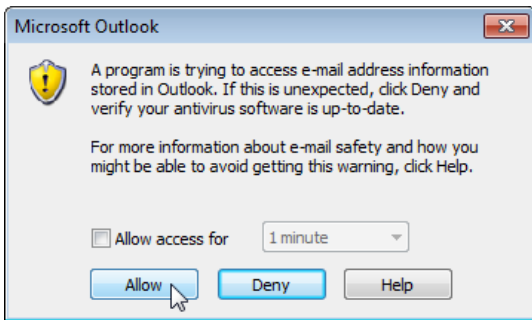 Microsoft Outlook
A program is trying to access e-mail address information
stored in Outlook. If this is unexpected, click Deny and
verify your antivirus software is up-to-date.
For more information about e-mail safety and how you
might be able to avoid getting this warning, click Help.
Allow access for 1 minute
Allow Deny Help